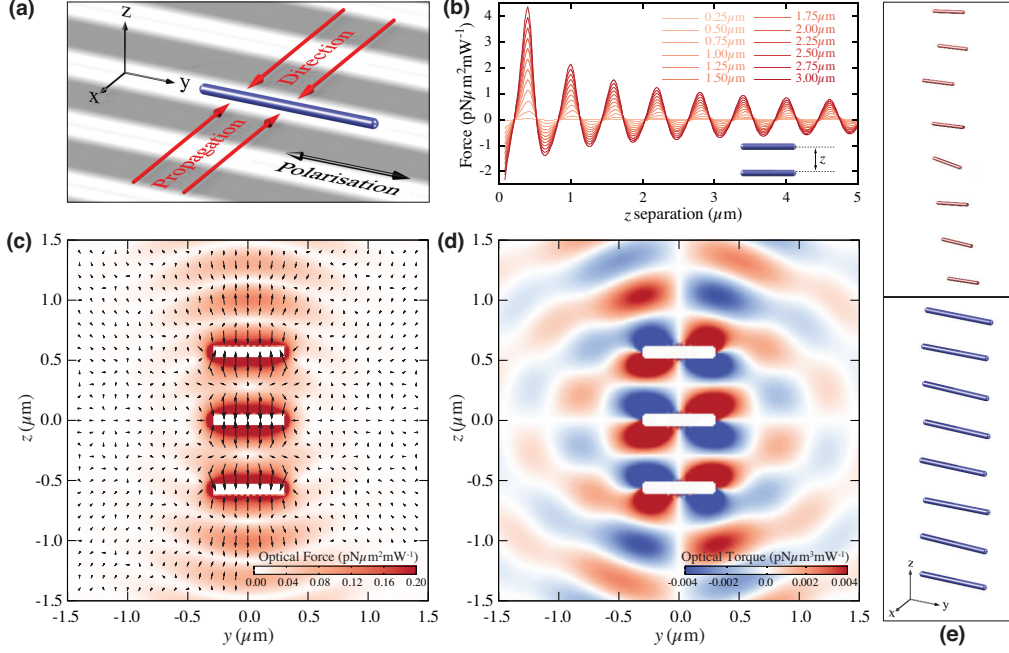 (a)
z
y
x
Direction
Propagation
Polarisation
(b)
Force (pNμm²mW⁻¹)
4
3
2
1
0
-1
-2
0.25μm 1.75μm
0.50μm 2.00μm
0.75μm 2.25μm
1.00μm 2.50μm
1.25μm 2.75μm
1.50μm 3.00μm
z
0 1 2 3 4 5
z separation (μm)
(c)
z (μm)
1.5
1.0
0.5
0.0
-0.5
-1.0
-1.5
Optical Force (pNμm²mW⁻¹)
0.00 0.04 0.08 0.12 0.16 0.20
-1.5 -1.0 -0.5 0.0 0.5 1.0 1.5
y (μm)
(d)
z (μm)
1.5
1.0
0.5
0.0
-0.5
-1.0
-1.5
Optical Torque (pNμm³mW⁻¹)
-0.004 -0.002 0.0 0.002 0.004
-1.5 -1.0 -0.5 0.0 0.5 1.0 1.5
y (μm)
z
y
x
(e)